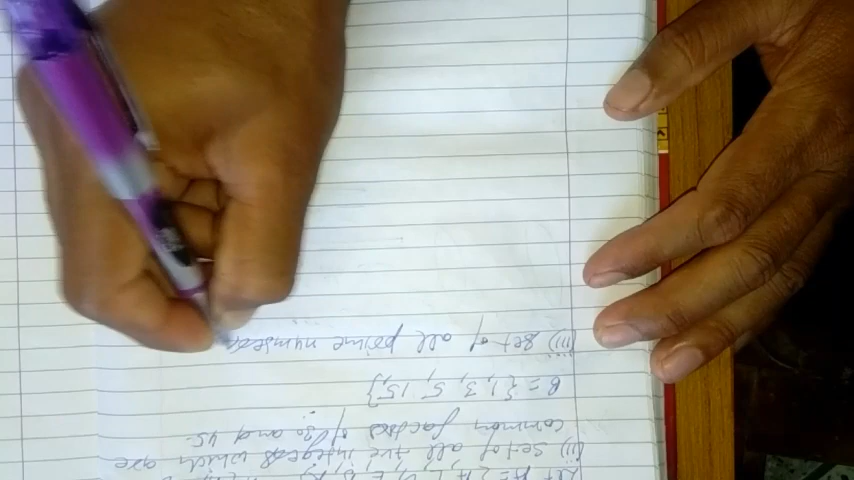 (ii) Set of all +ve integers which are
common factors of 30 and 45.
B = {1, 3, 5, 15}
(iii) Set of all prime numbers